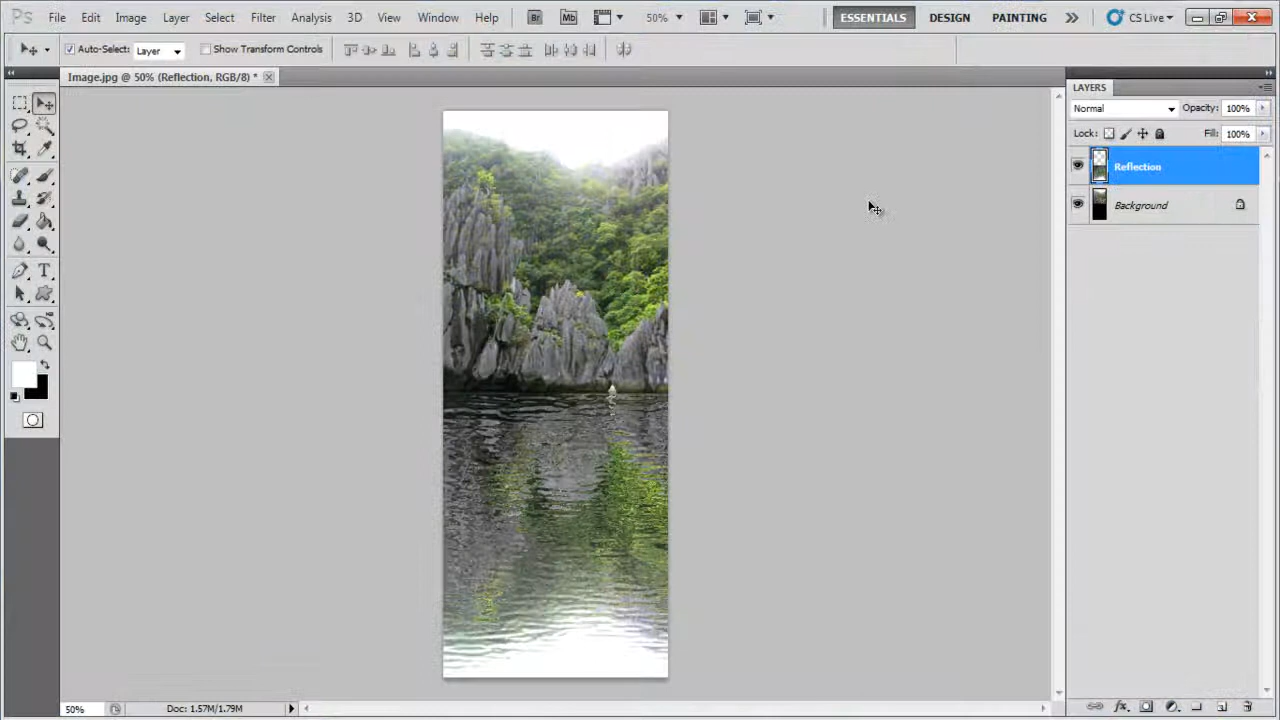 Ps File Edit Image Layer Select Filter Analysis 3D View Window Help Br Mb 50% ESSENTIALS DESIGN PAINTING CS Live
Auto-Select: Layer Show Transform Controls
Image.jpg @ 50% (Reflection, RGB/8) *
LAYERS
Normal Opacity: 100%
Lock: Fill: 100%
Reflection
Background
T
50% Doc: 1.57M/1.79M
fx